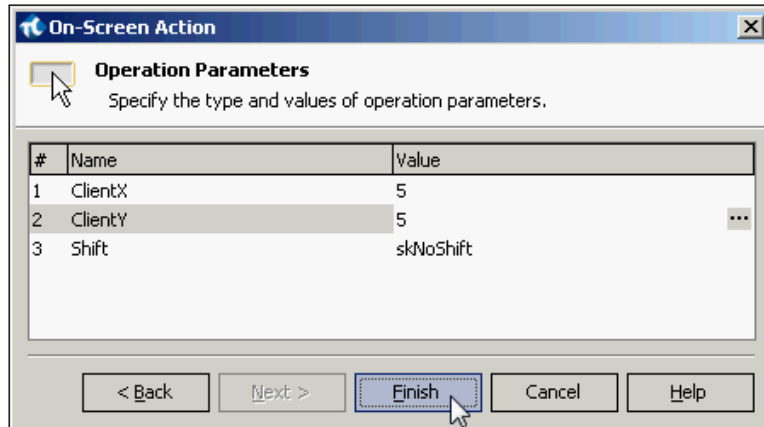 On-Screen Action
Operation Parameters
Specify the type and values of operation parameters.
# Name Value
1 ClientX 5
2 ClientY 5 ...
3 Shift skNoShift
< Back Next > Finish Cancel Help